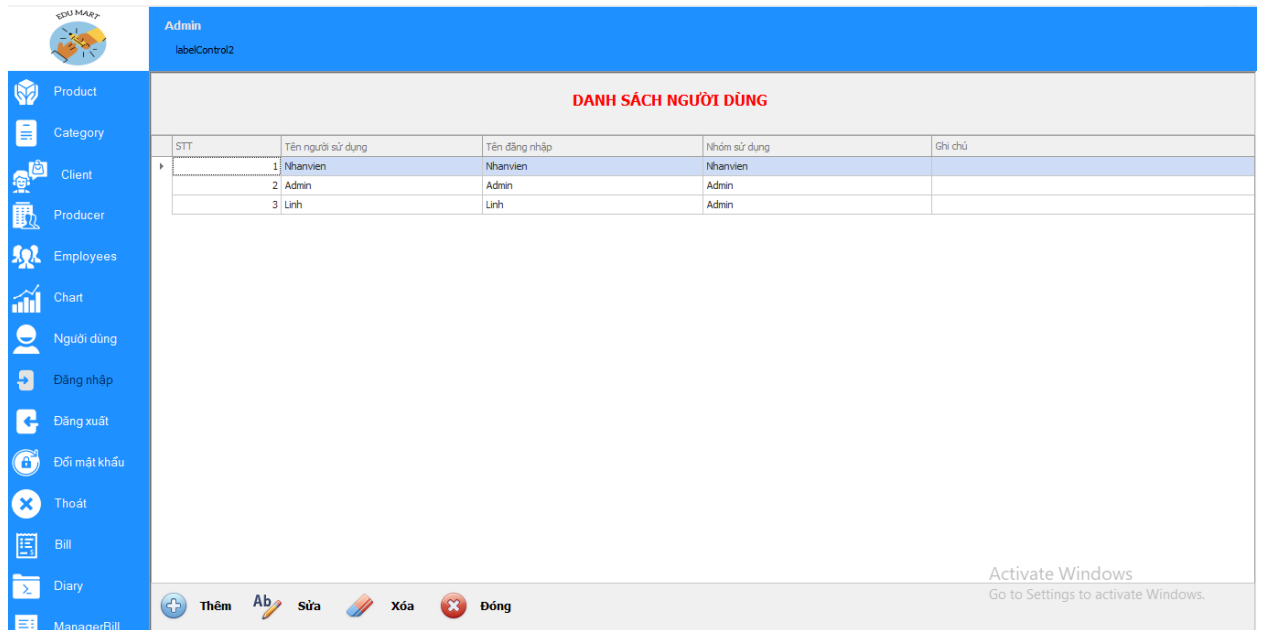 EDU MART
Admin
labelControl2
Product
Category
Client
Producer
Employees
Chart
Người dùng
Đăng nhập
Đăng xuất
Đổi mật khẩu
Thoát
Bill
Diary
ManagerBill
DANH SÁCH NGƯỜI DÙNG
STT Tên người sử dụng Tên đăng nhập Nhóm sử dụng Ghi chú
1 Nhanvien Nhanvien Nhanvien
2 Admin Admin Admin
3 Linh Linh Admin
Thêm Ab Sửa Xóa Đóng
Activate Windows
Go to Settings to activate Windows.